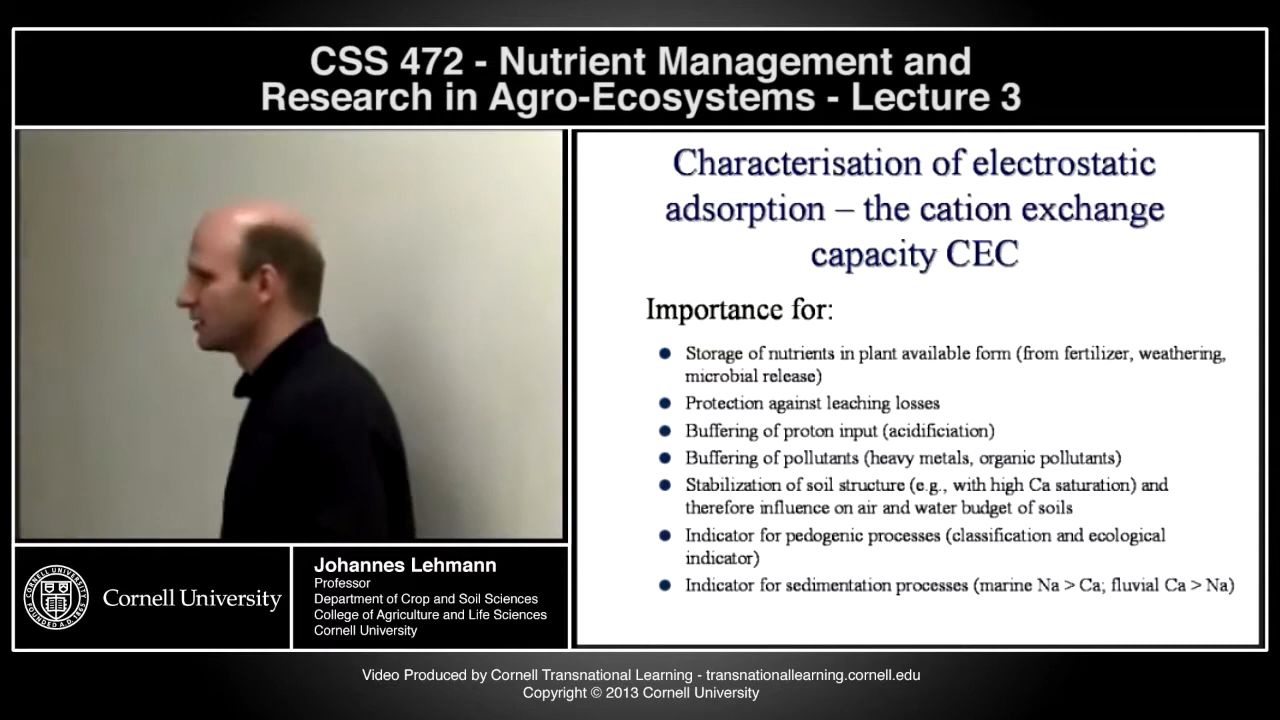 CSS 472 - Nutrient Management and
Research in Agro-Ecosystems - Lecture 3
Characterisation of electrostatic
adsorption – the cation exchange
capacity CEC
Importance for:
Storage of nutrients in plant available form (from fertilizer, weathering,
microbial release)
Protection against leaching losses
Buffering of proton input (acidificiation)
Buffering of pollutants (heavy metals, organic pollutants)
Stabilization of soil structure (e.g., with high Ca saturation) and
therefore influence on air and water budget of soils
Indicator for pedogenic processes (classification and ecological
indicator)
Indicator for sedimentation processes (marine Na > Ca; fluvial Ca > Na)
Cornell University
Johannes Lehmann
Professor
Department of Crop and Soil Sciences
College of Agriculture and Life Sciences
Cornell University
Video Produced by Cornell Transnational Learning - transnationallearning.cornell.edu
Copyright © 2013 Cornell University